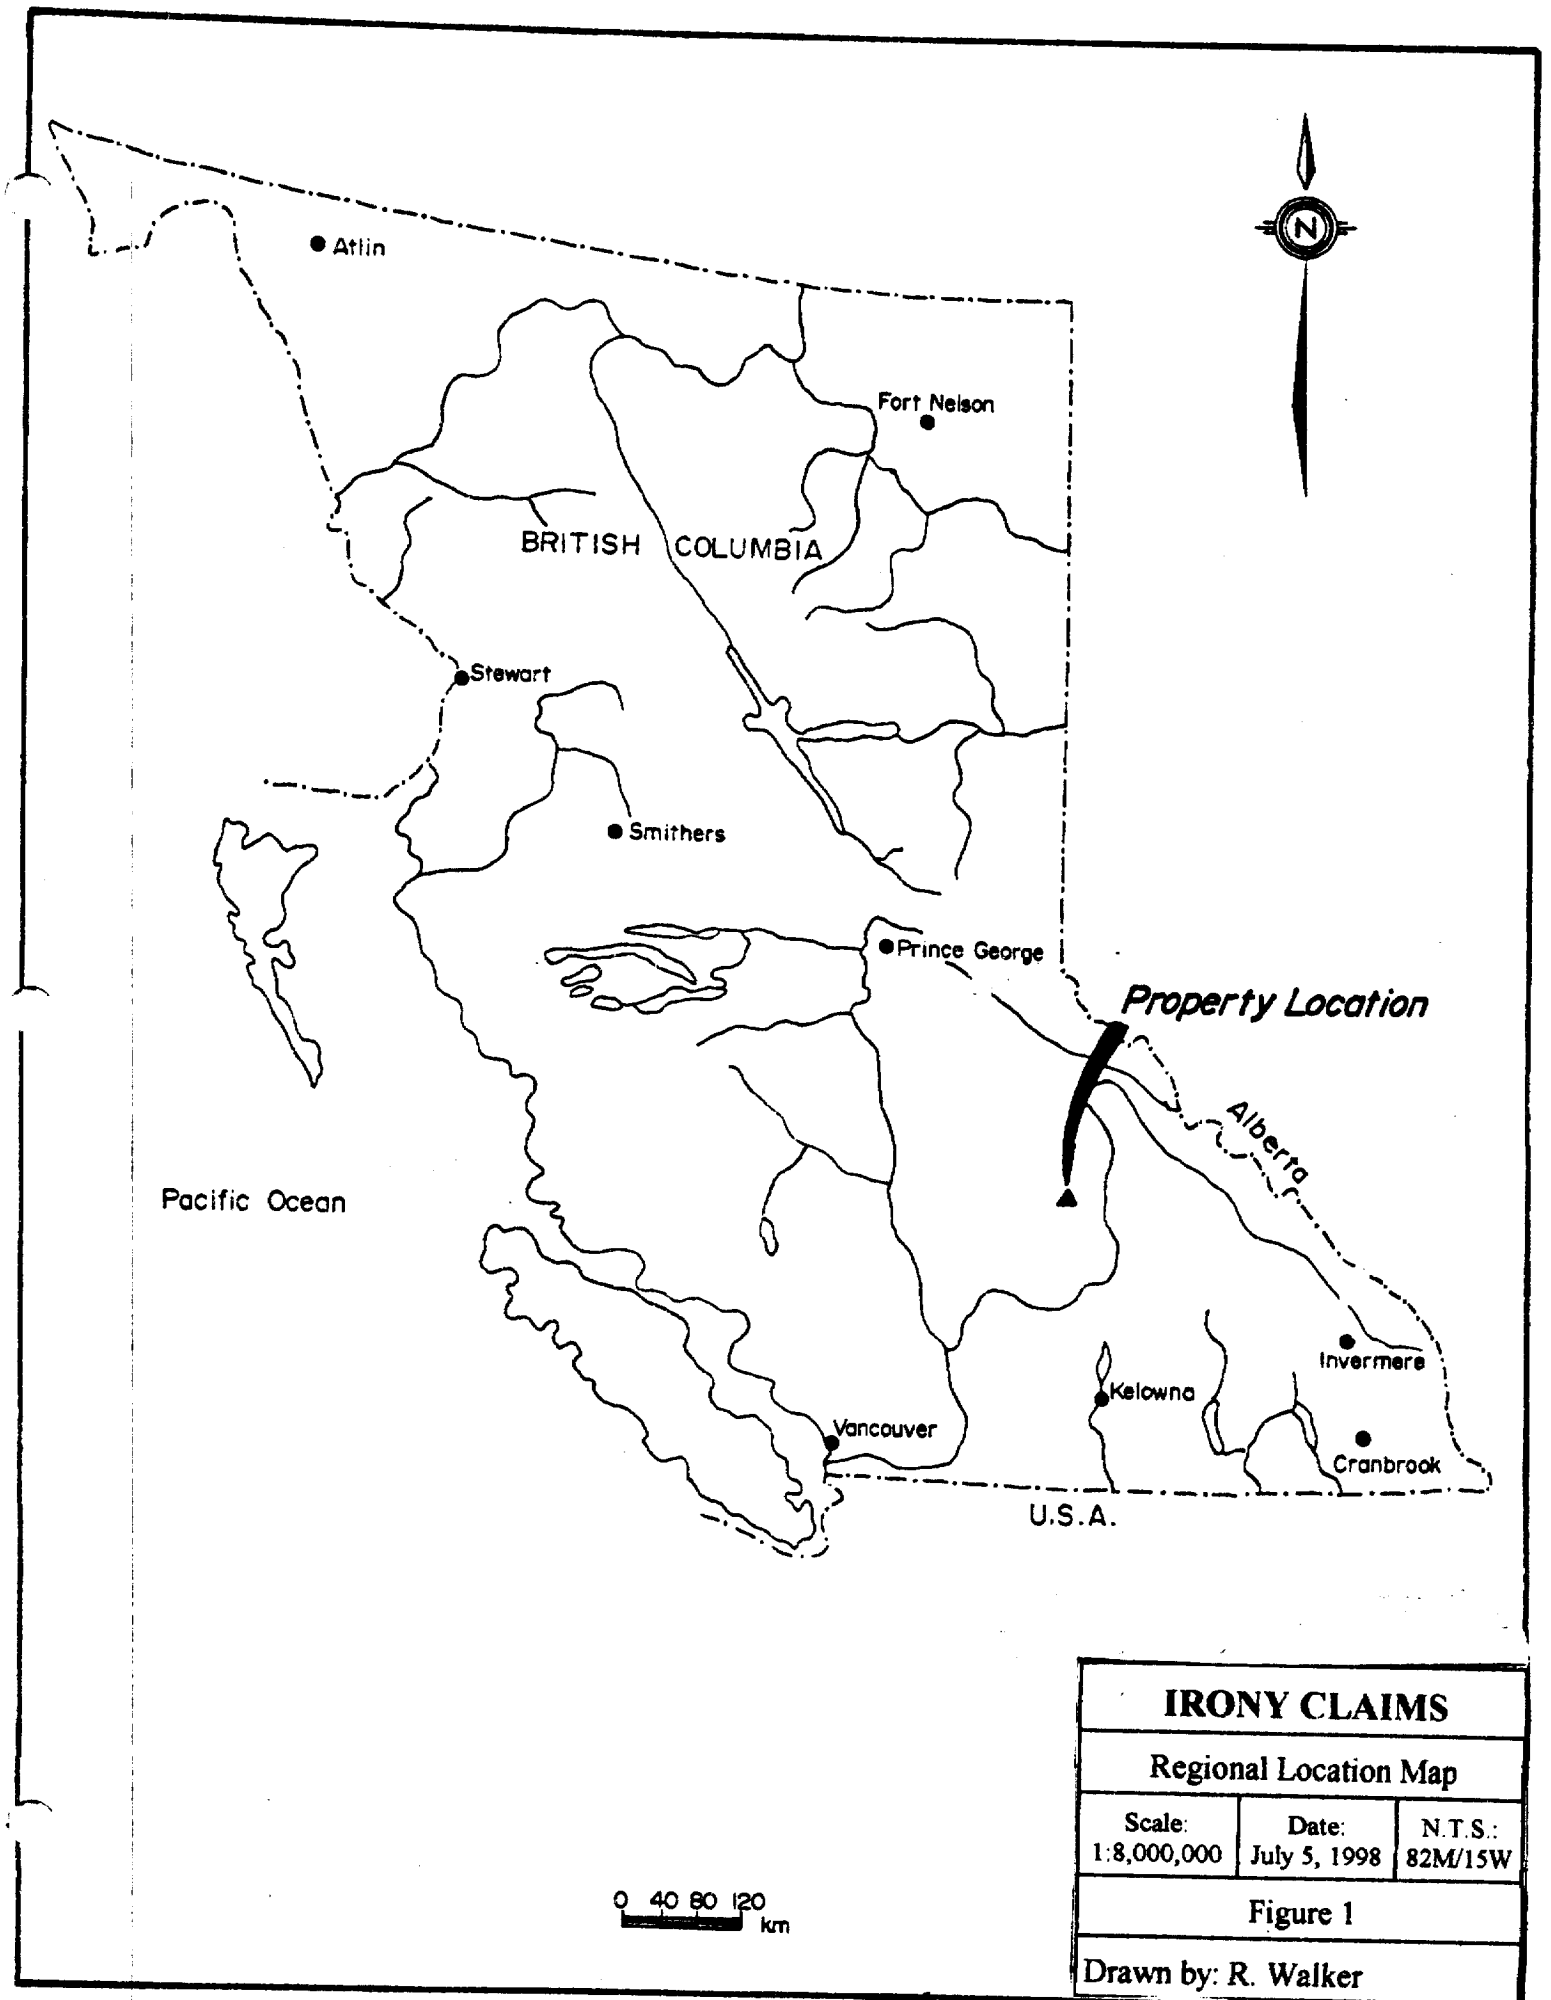 N
Atlin
Fort Nelson
BRITISH COLUMBIA
Stewart
Smithers
Prince George
Property Location
Alberta
Pacific Ocean
Invermere
Kelowna
Vancouver
Cranbrook
U.S.A.
IRONY CLAIMS
Regional Location Map
Scale:
1:8,000,000
Date:
July 5, 1998
N.T.S.:
82M/15W
Figure 1
Drawn by: R. Walker
0 40 80 120
km